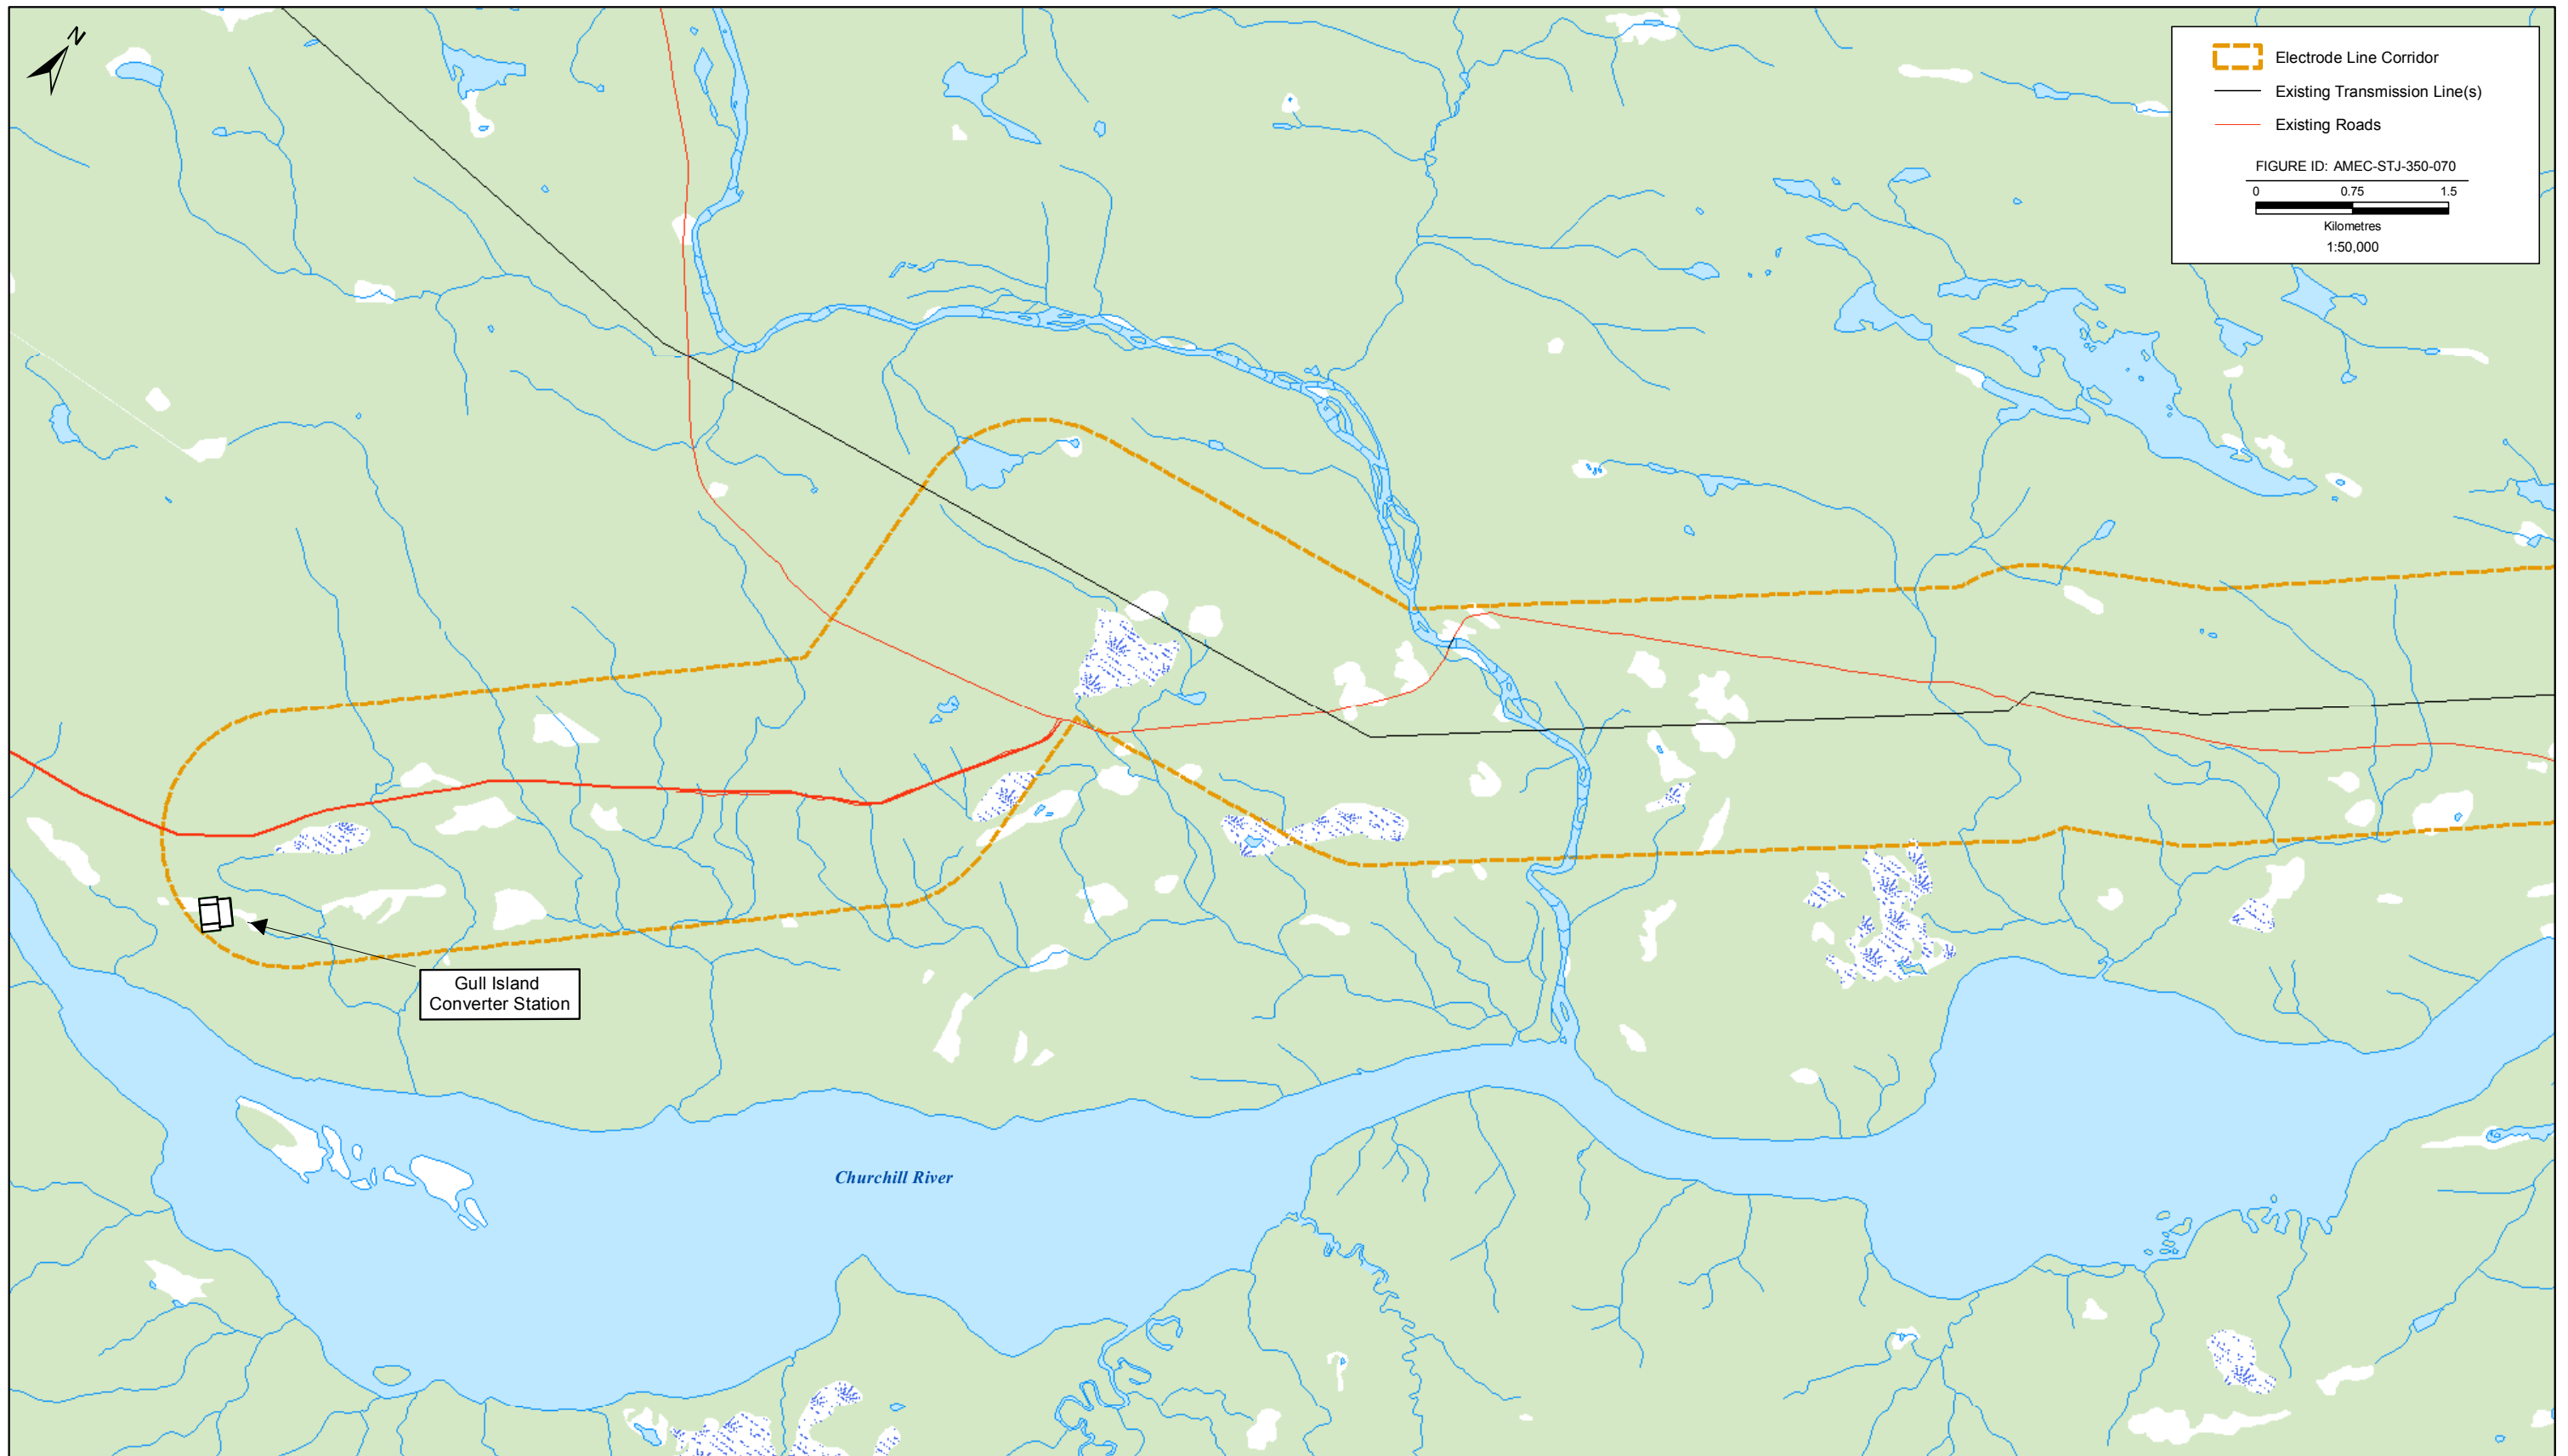 N
Electrode Line Corridor
Existing Transmission Line(s)
Existing Roads
FIGURE ID: AMEC-STJ-350-070
0 0.75 1.5
Kilometres
1:50,000
Gull Island
Converter Station
Churchill River